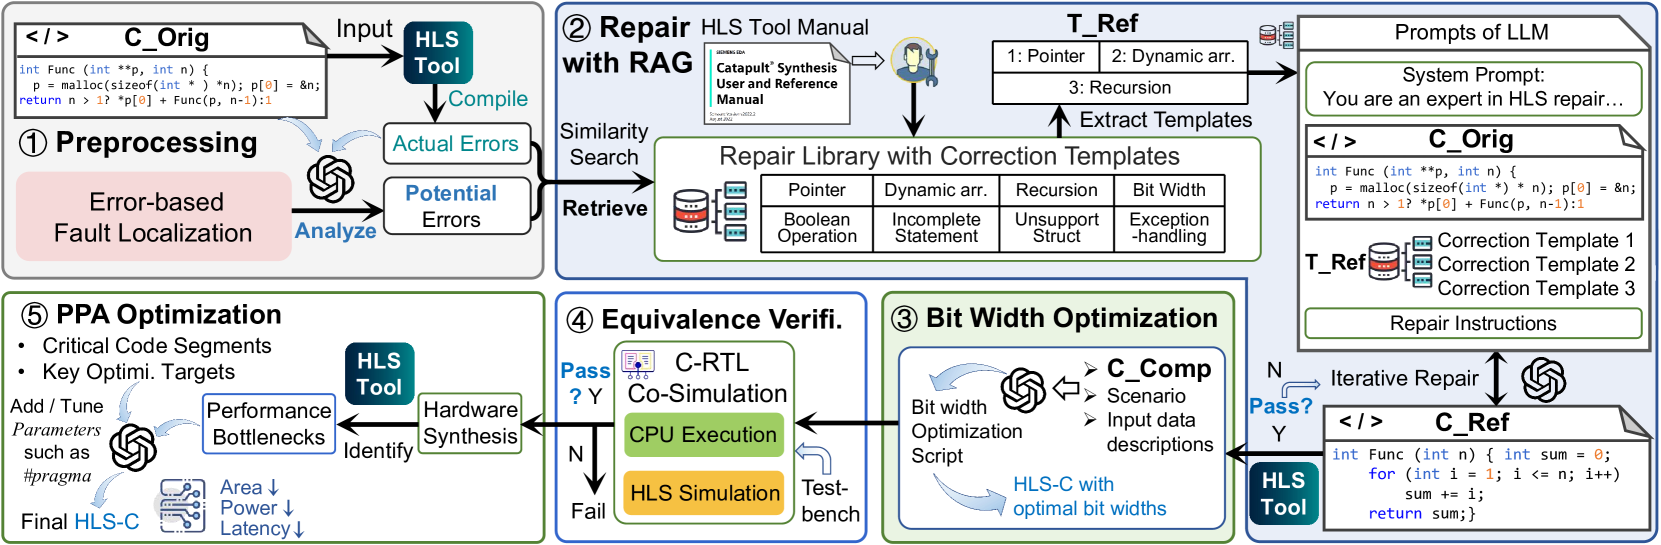 </ > C_Orig
int Func (int **p, int n) {
p = malloc(sizeof(int * ) *n); p[0] = &n;
return n > 1? *p[0] + Func(p, n-1):1
Input
HLS
Tool
Compile
① Preprocessing
Actual Errors
Error-based
Fault Localization
Analyze
Potential
Errors
② Repair
with RAG
HLS Tool Manual
SIEMENS EDA
Catapult® Synthesis
User and Reference
Manual
Similarity
Search
Retrieve
T_Ref
1: Pointer
2: Dynamic arr.
3: Recursion
Extract Templates
Repair Library with Correction Templates
Pointer
Dynamic arr.
Recursion
Bit Width
Boolean
Operation
Incomplete
Statement
Unsupport
Struct
Exception
-handling
Prompts of LLM
System Prompt:
You are an expert in HLS repair…
</ > C_Orig
int Func (int **p, int n) {
p = malloc(sizeof(int *) * n); p[0] = &n;
return n > 1? *p[0] + Func(p, n-1):1
T_Ref
Correction Template 1
Correction Template 2
Correction Template 3
Repair Instructions
N
Iterative Repair
Pass?
Y
HLS
Tool
</ > C_Ref
int Func (int n) { int sum = 0;
for (int i = 1; i <= n; i++)
sum += i;
return sum;}
③ Bit Width Optimization
➢ C_Comp
➢ Scenario
➢ Input data
descriptions
Bit width
Optimization
Script
HLS-C with
optimal bit widths
④ Equivalence Verifi.
C-RTL
Co-Simulation
CPU Execution
HLS Simulation
Pass
? Y
N
Fail
Test-
bench
⑤ PPA Optimization
• Critical Code Segments
• Key Optimi. Targets
HLS
Tool
Hardware
Synthesis
Identify
Performance
Bottlenecks
Add / Tune
Parameters
such as
#pragma
Final HLS-C
Area ↓
Power ↓
Latency ↓